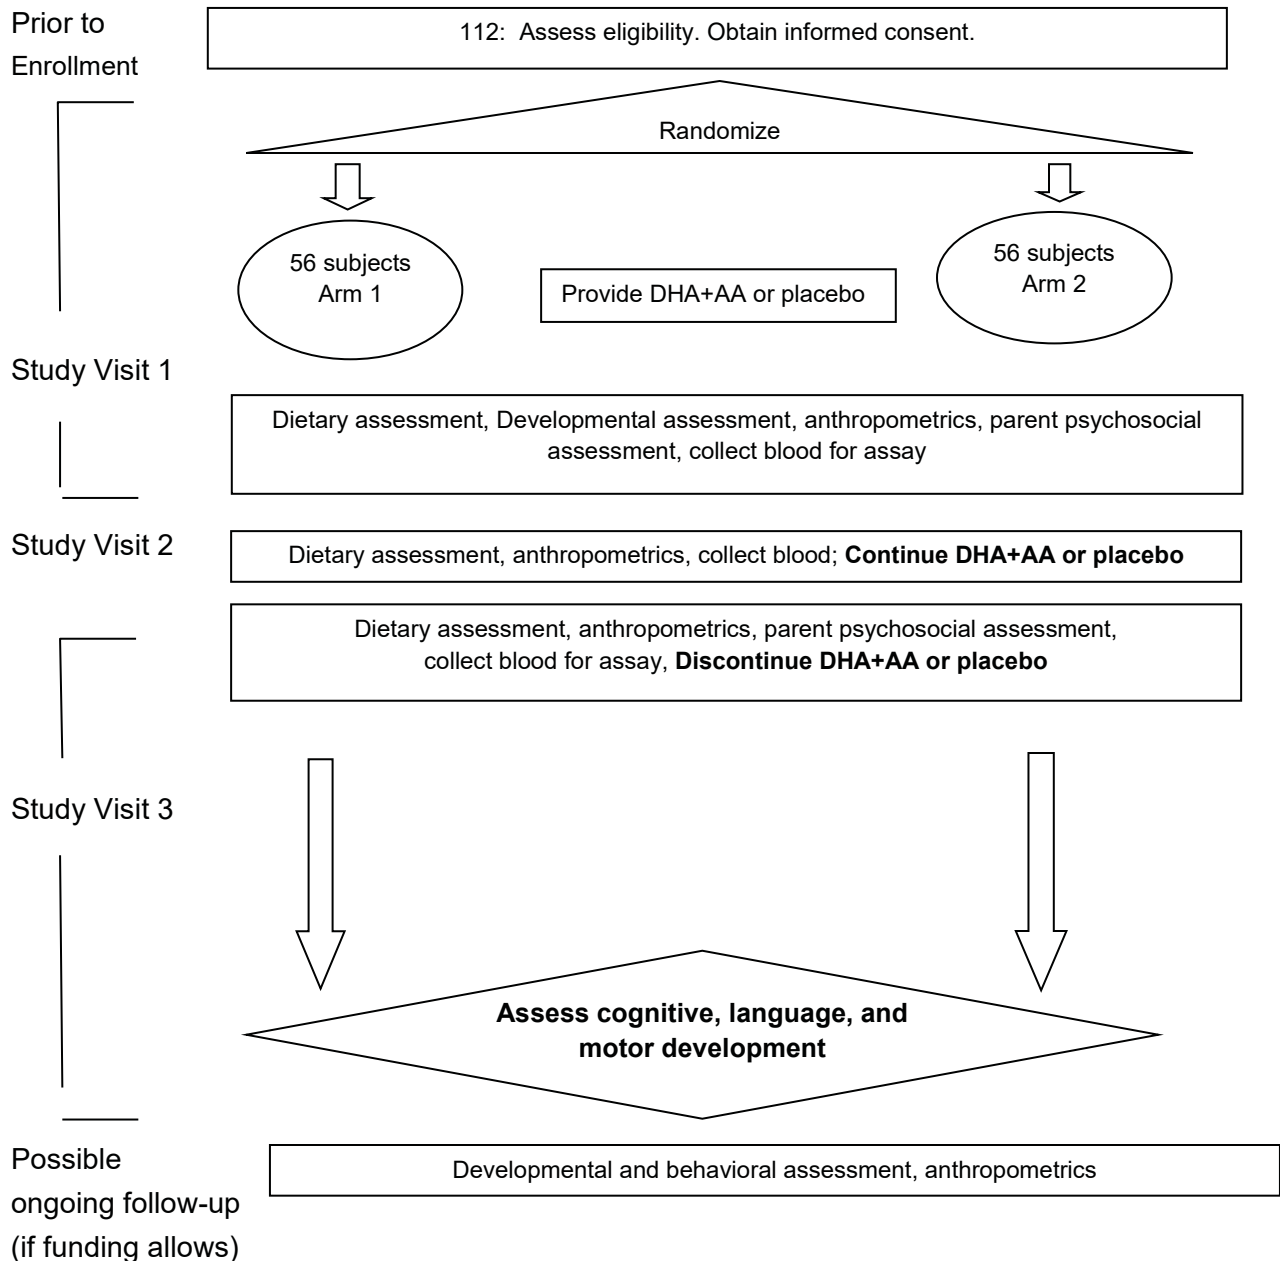 Prior to
Enrollment
112:  Assess eligibility. Obtain informed consent.
Randomize
56 subjects
Arm 1
Provide DHA+AA or placebo
56 subjects
Arm 2
Study Visit 1
Dietary assessment, Developmental assessment, anthropometrics, parent psychosocial
assessment, collect blood for assay
Study Visit 2
Dietary assessment, anthropometrics, collect blood; Continue DHA+AA or placebo
Dietary assessment, anthropometrics, parent psychosocial assessment,
collect blood for assay, Discontinue DHA+AA or placebo
Study Visit 3
Assess cognitive, language, and
motor development
Possible
ongoing follow-up
(if funding allows)
Developmental and behavioral assessment, anthropometrics